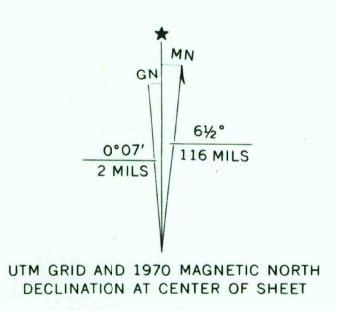 ★
MN
GN
6½°
116 MILS
0°07'
2 MILS
UTM GRID AND 1970 MAGNETIC NORTH
DECLINATION AT CENTER OF SHEET